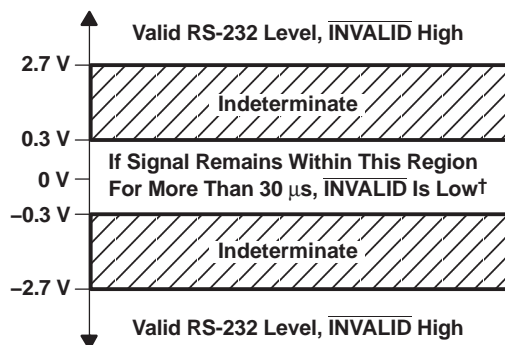 Valid RS-232 Level, INVALID High
2.7 V
Indeterminate
0.3 V
If Signal Remains Within This Region
0 V
For More Than 30 μs, INVALID Is Low†
−0.3 V
Indeterminate
−2.7 V
Valid RS-232 Level, INVALID High